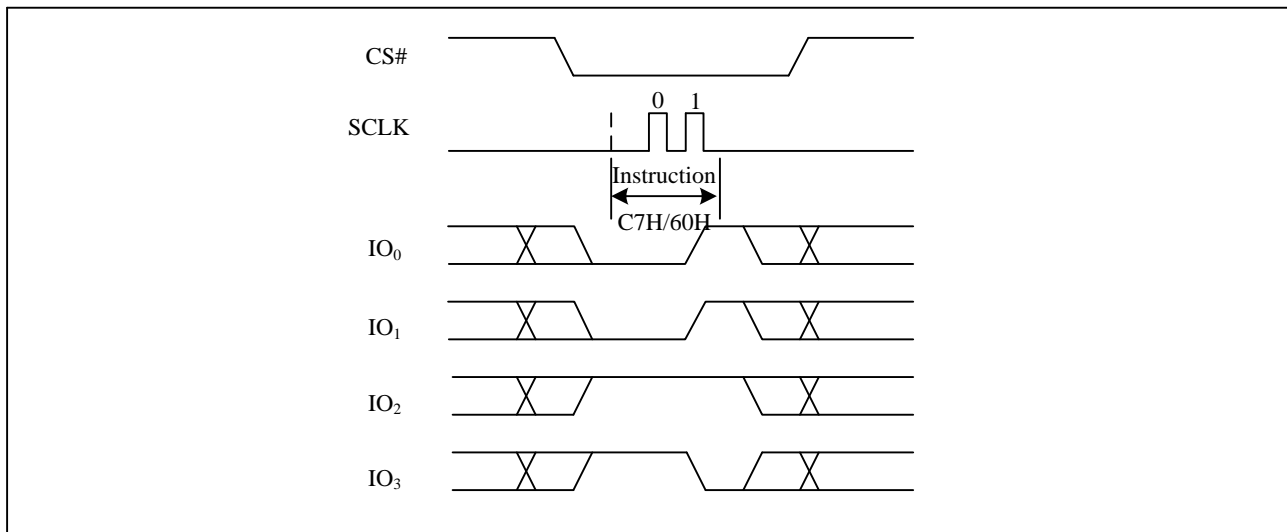 CS#
0 1
SCLK
Instruction
C7H/60H
IO₀
IO₁
IO₂
IO₃